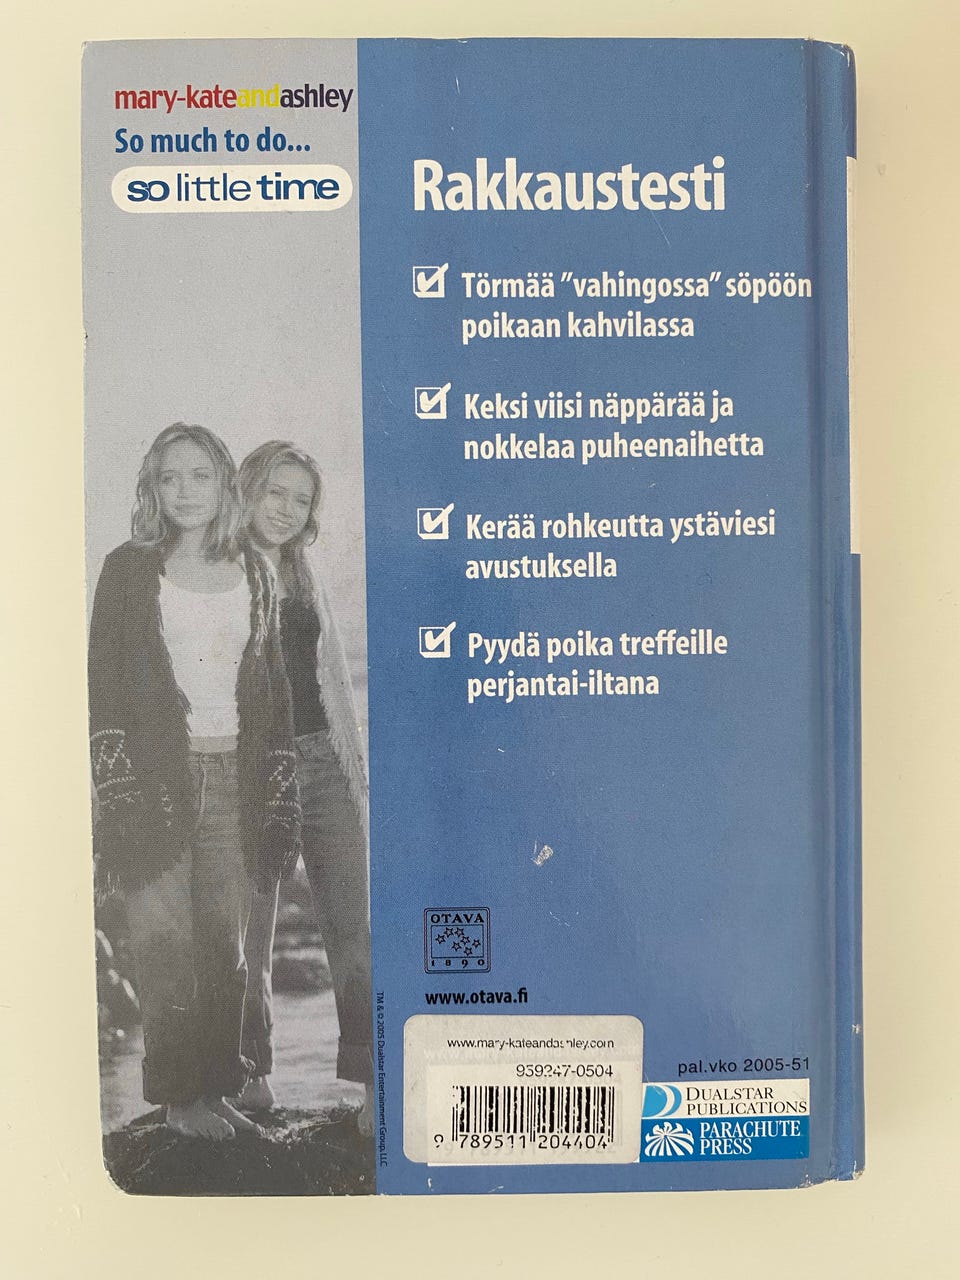 mary-kateandashley
So much to do...
so little time
Rakkaustesti
Törmää ”vahingossa” söpöön
poikaan kahvilassa
Keksi viisi näppärää ja
nokkelaa puheenaihetta
Kerää rohkeutta ystäviesi
avustuksella
Pyydä poika treffeille
perjantai-iltana
OTAVA
1890
www.otava.fi
TM & © 2005 Dualstar Entertainment Group, LLC
www.mary-kateandashley.com
959247-0504
9 789511 204404
pal.vko 2005-51
DUALSTAR
PUBLICATIONS
PARACHUTE
PRESS